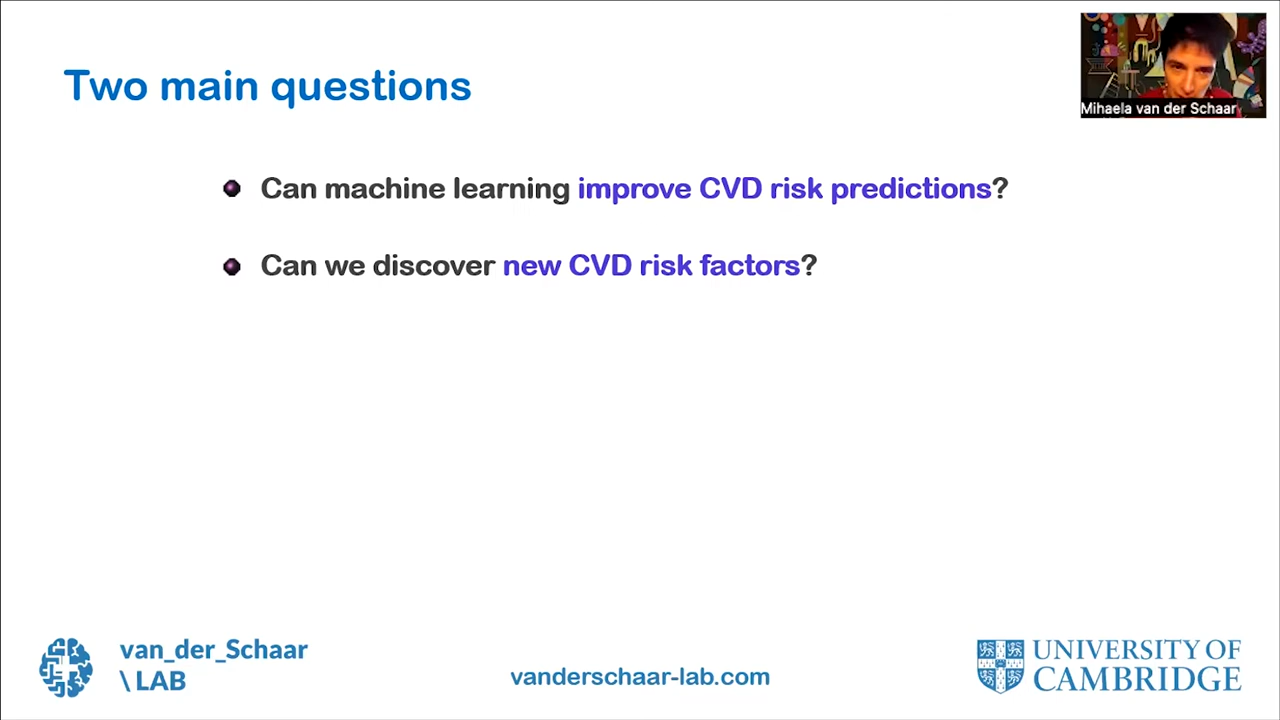 Two main questions
Mihaela van der Schaar
Can machine learning improve CVD risk predictions?
Can we discover new CVD risk factors?
van_der_Schaar
\ LAB
vanderschaar-lab.com
UNIVERSITY OF
CAMBRIDGE